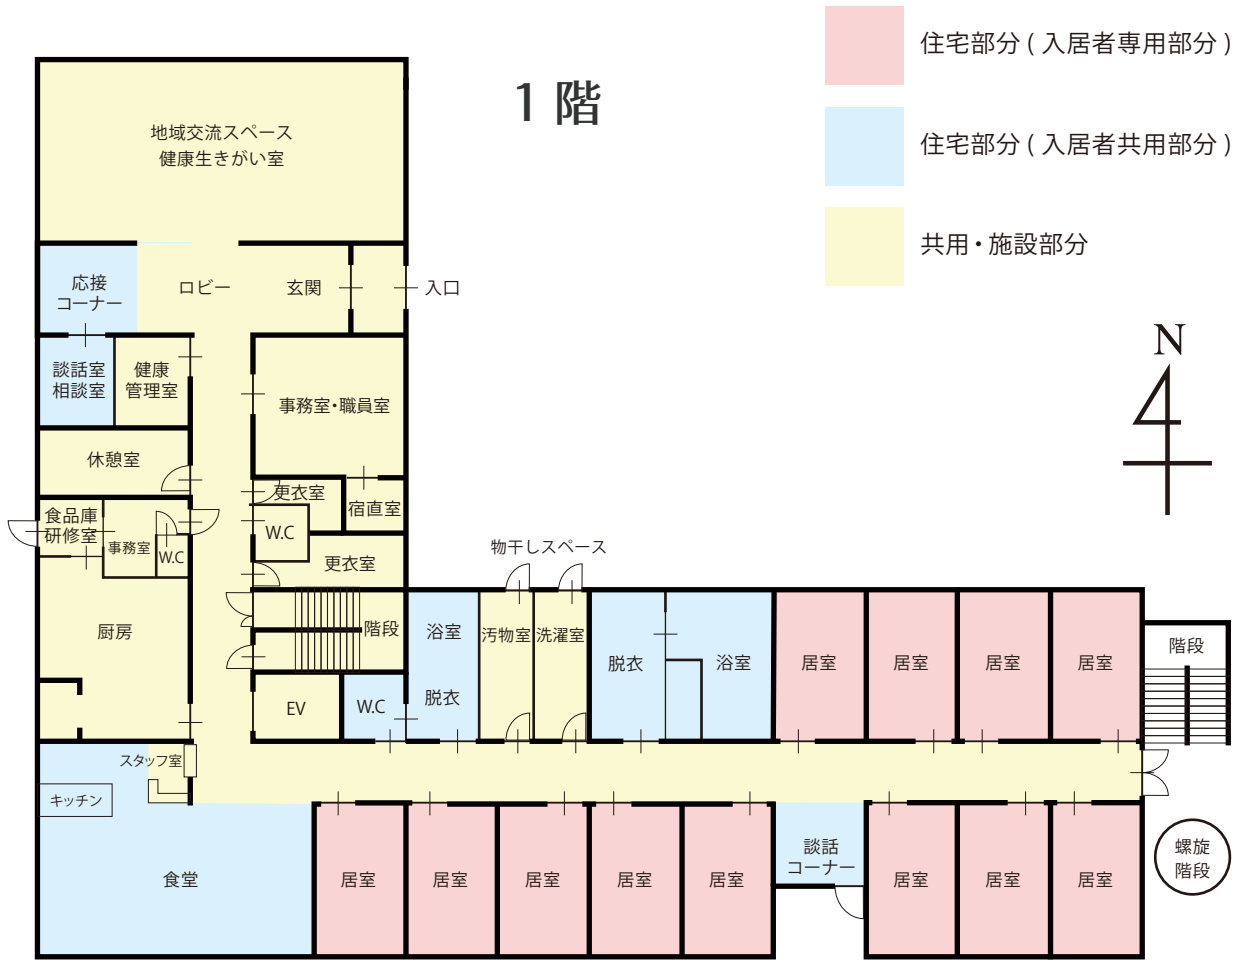 1階
住宅部分(入居者専用部分)
住宅部分(入居者共用部分)
共用・施設部分
N
地域交流スペース
健康生きがい室
応接
コーナー
ロビー
玄関
入口
談話室
相談室
健康
管理室
事務室・職員室
休憩室
更衣室
宿直室
食品庫
研修室
事務室
W.C
W.C
更衣室
物干しスペース
厨房
階段
浴室
脱衣
汚物室
洗濯室
脱衣
浴室
居室
居室
居室
居室
階段
EV
W.C
スタッフ室
キッチン
食堂
居室
居室
居室
居室
居室
談話
コーナー
居室
居室
居室
螺旋
階段